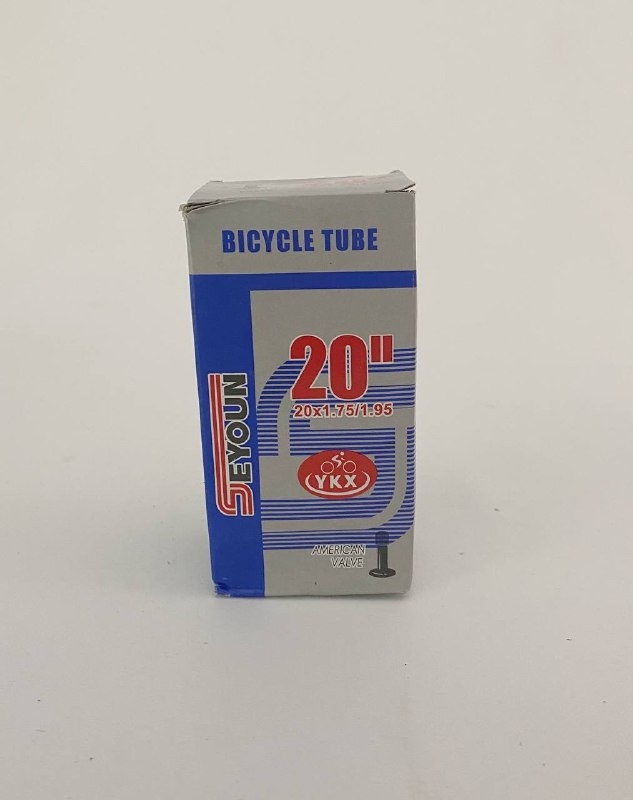 BICYCLE TUBE
20"
20x1.75/1.95
SEYOUN
YKX
AMERICAN
VALVE